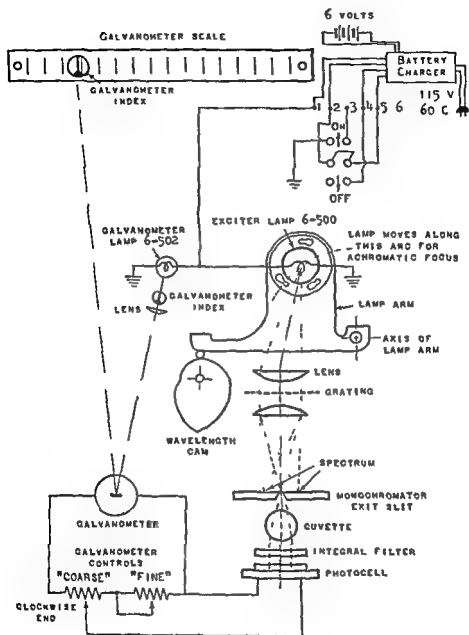 6 VOLTS
GALVANOMETER SCALE
BATTERY
CHARGER
GALVANOMETER
INDEX
115 V
60 C
1 2 3 4 5 6
ON
OFF
EXCITER LAMP 6-500
GALVANOMETER
LAMP 6-502
LAMP MOVES ALONG
THIS ARC FOR
ACHROMATIC FOCUS
GALVANOMETER
INDEX
LENS
LAMP ARM
AXIS OF
LAMP ARM
LENS
GRATING
WAVELENGTH
CAM
SPECTRUM
MONOCHROMATOR
EXIT SLIT
GALVANOMETER
CUVETTE
GALVANOMETER
CONTROLS
INTEGRAL FILTER
"COARSE" "FINE"
PHOTOCELL
CLOCKWISE
END